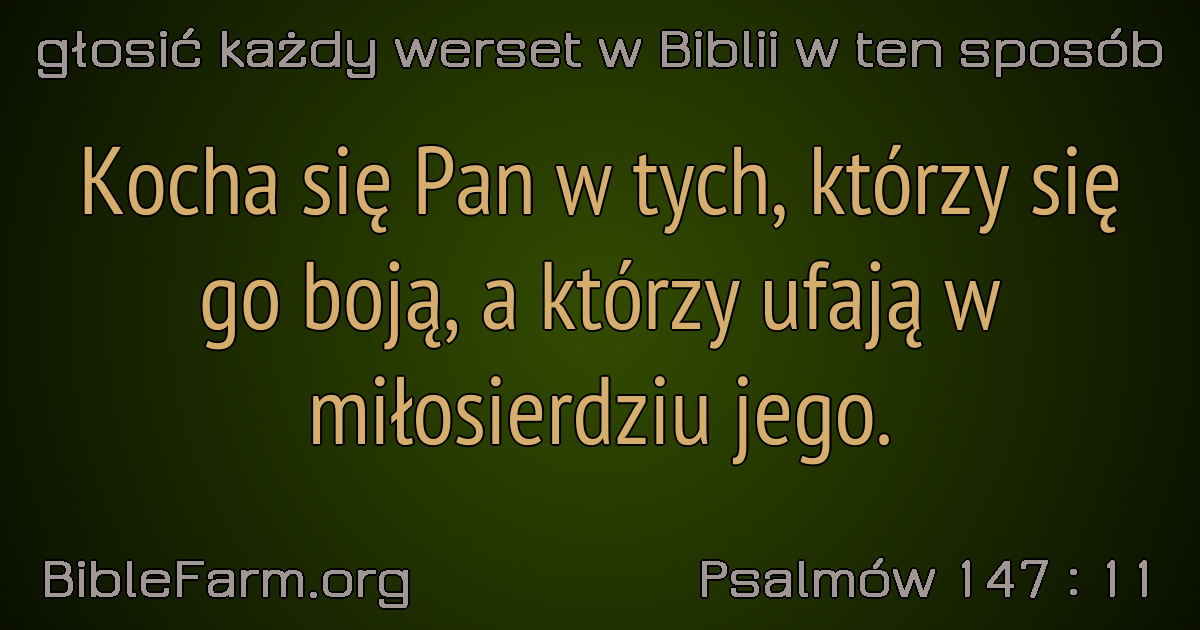 głosić każdy werset w Biblii w ten sposób
Kocha się Pan w tych, którzy się
go boją, a którzy ufają w
miłosierdziu jego.
BibleFarm.org
Psalmów 147 : 11